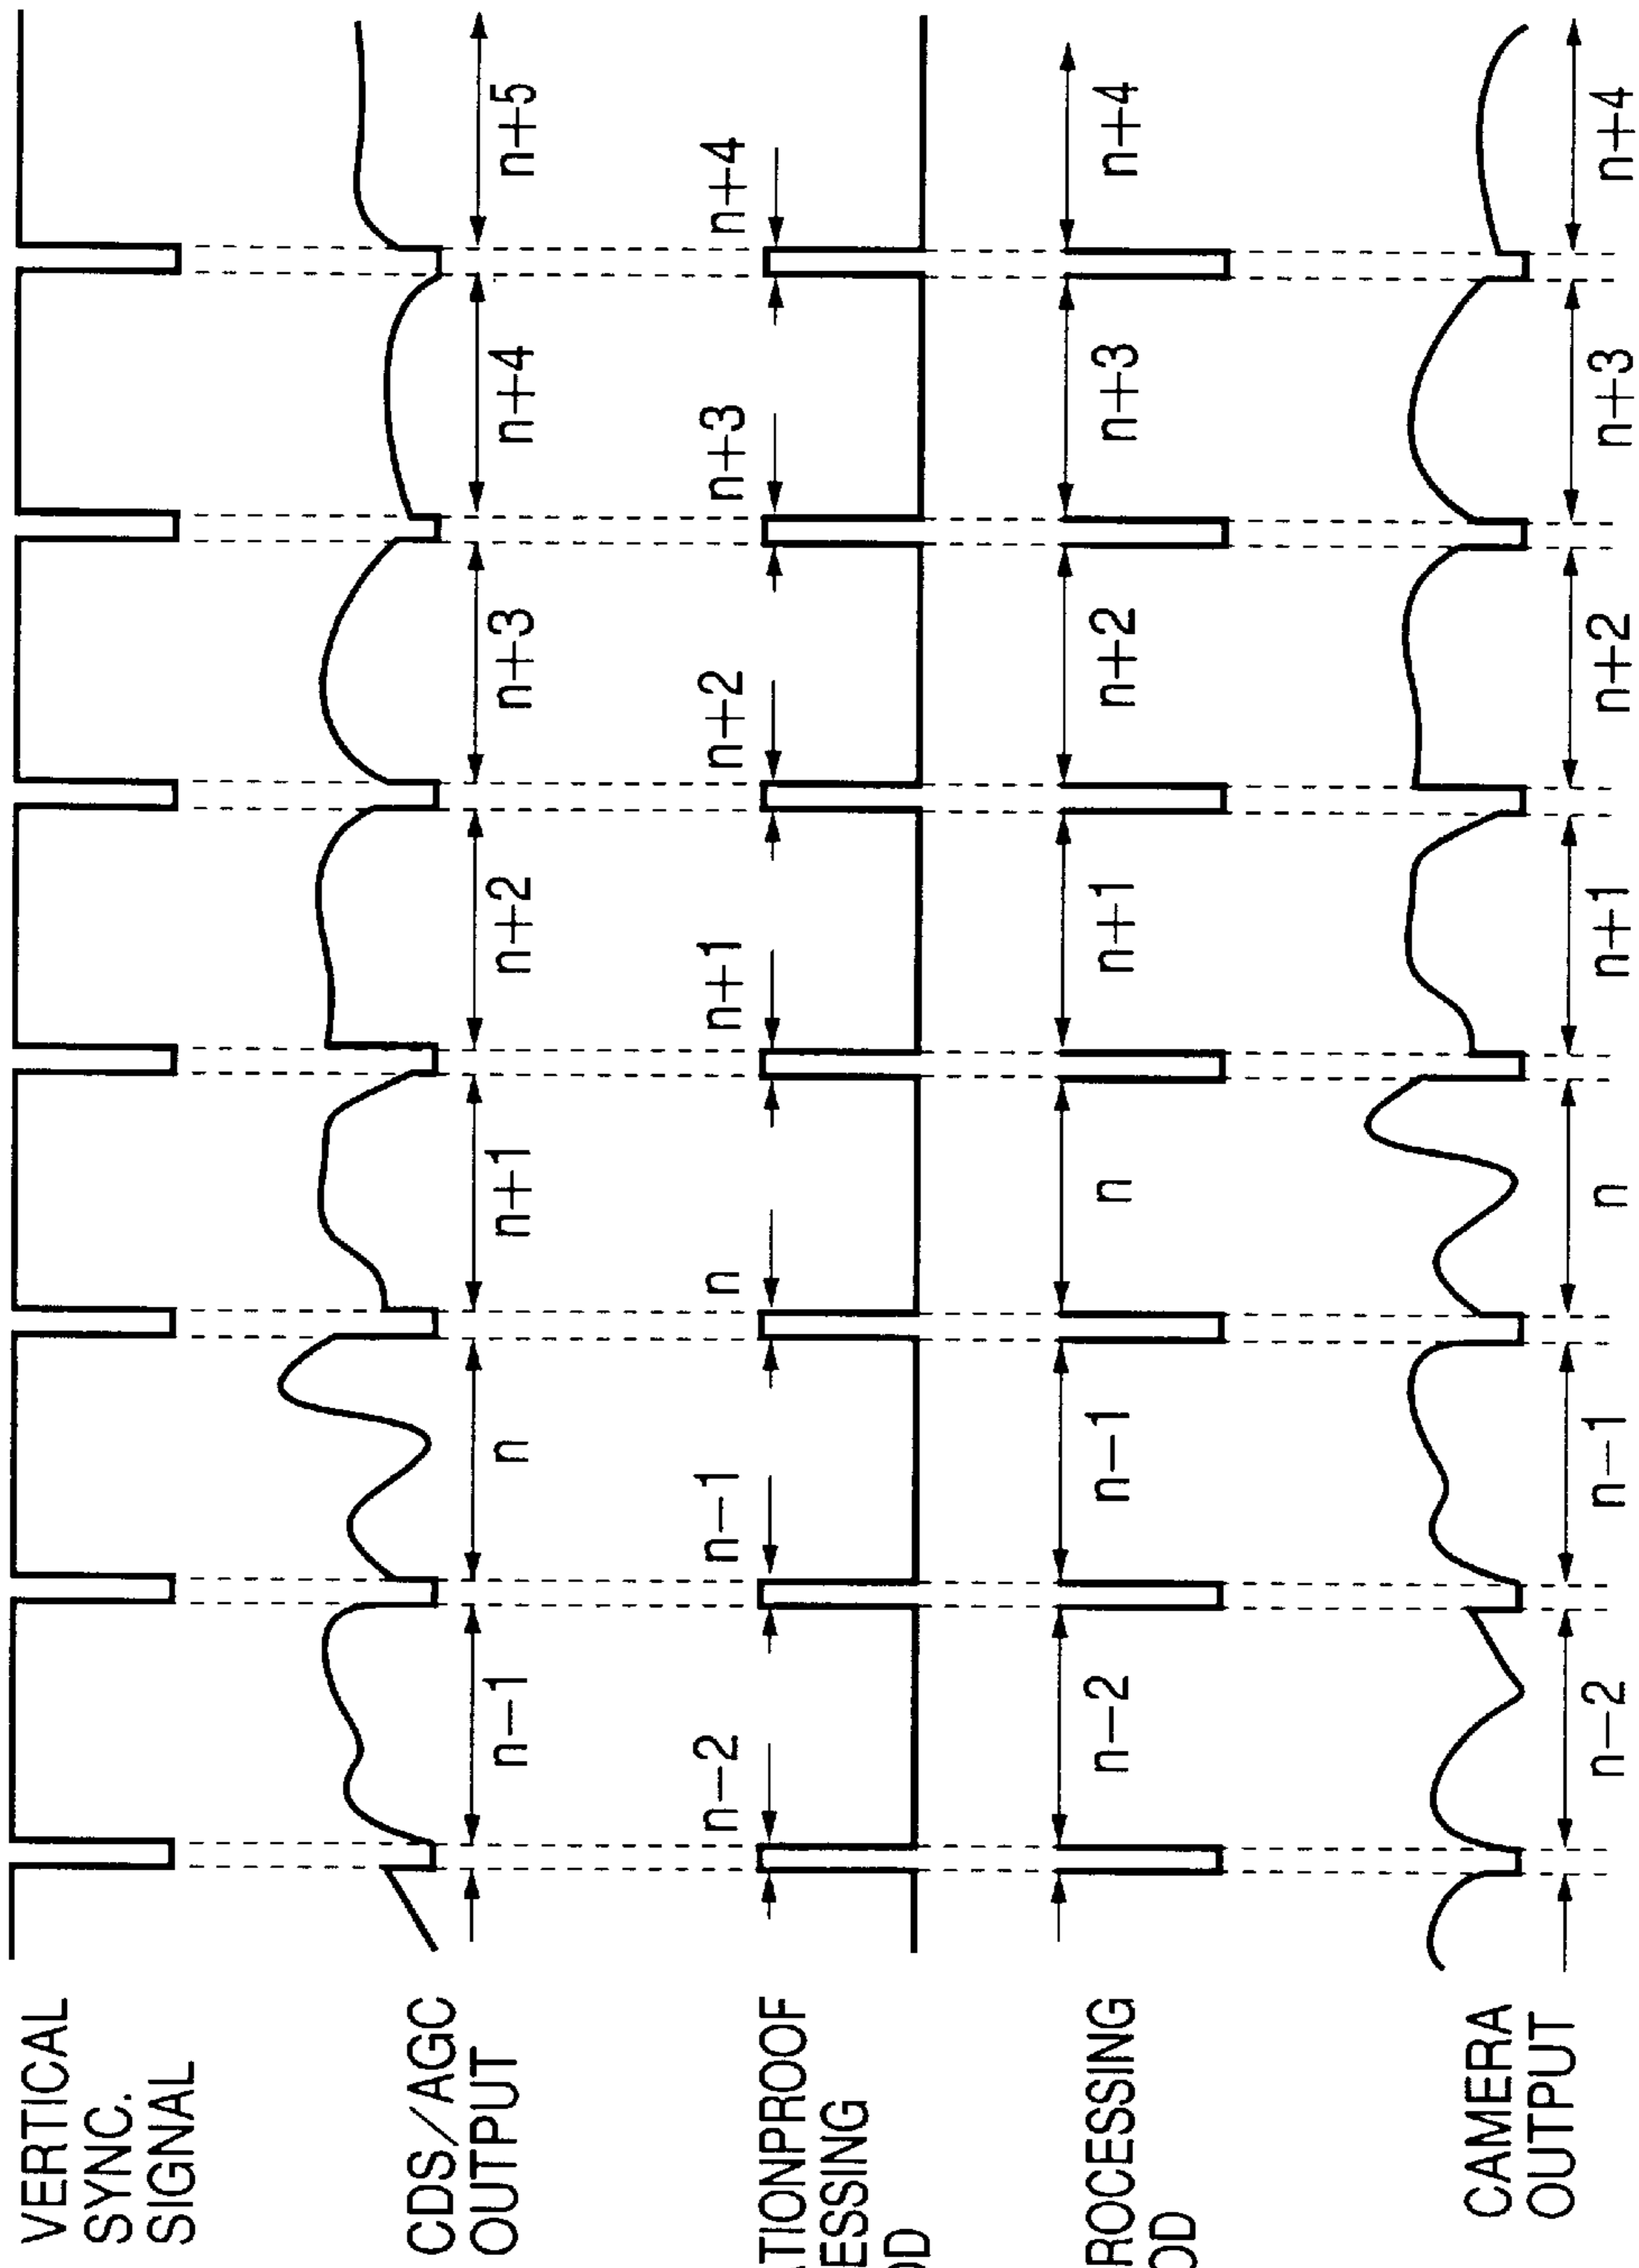 VERTICAL
SYNC.
SIGNAL
CDS/AGC
OUTPUT
n−1 n n+1 n+2 n+3 n+4 n+5
n−2 n−1 n n+1 n+2 n+3 n+4
TIONPROOF
ESSING
OD
n−2 n−1 n n+1 n+2 n+3 n+4
ROCESSING
OD
CAMERA
OUTPUT
n−2 n−1 n n+1 n+2 n+3 n+4